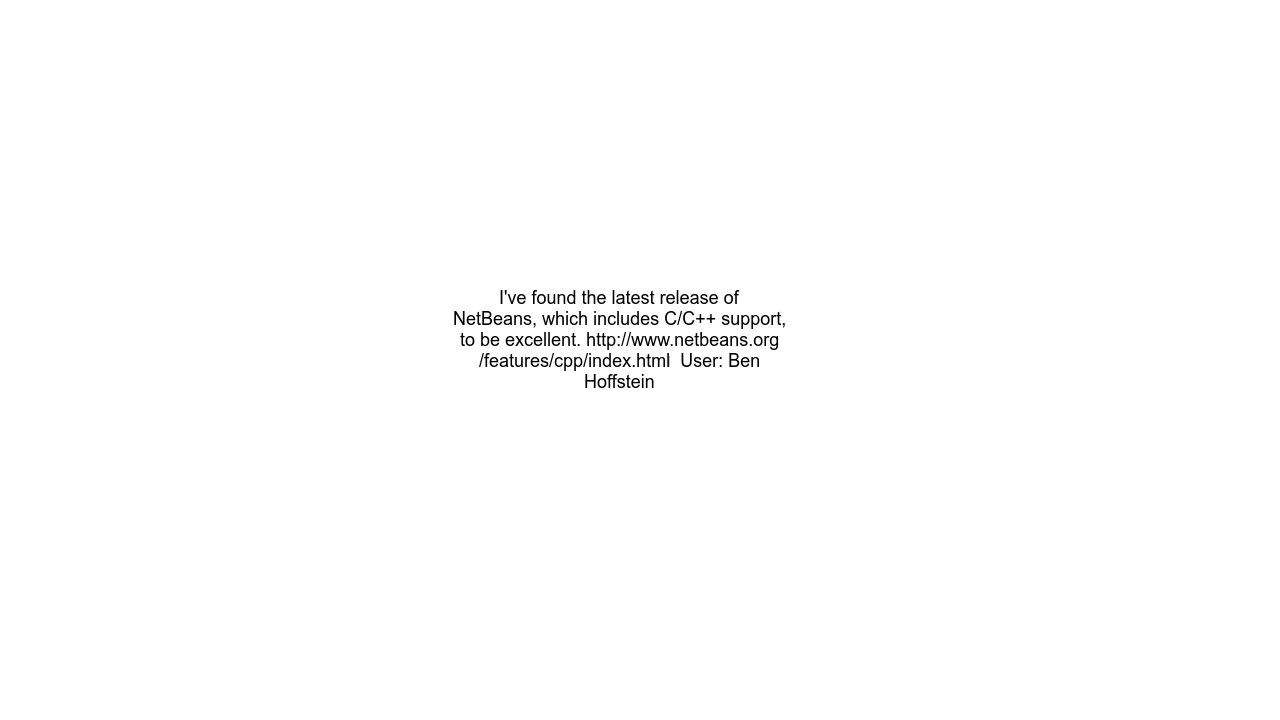 I've found the latest release of
NetBeans, which includes C/C++ support,
to be excellent. http://www.netbeans.org
/features/cpp/index.html  User: Ben
Hoffstein